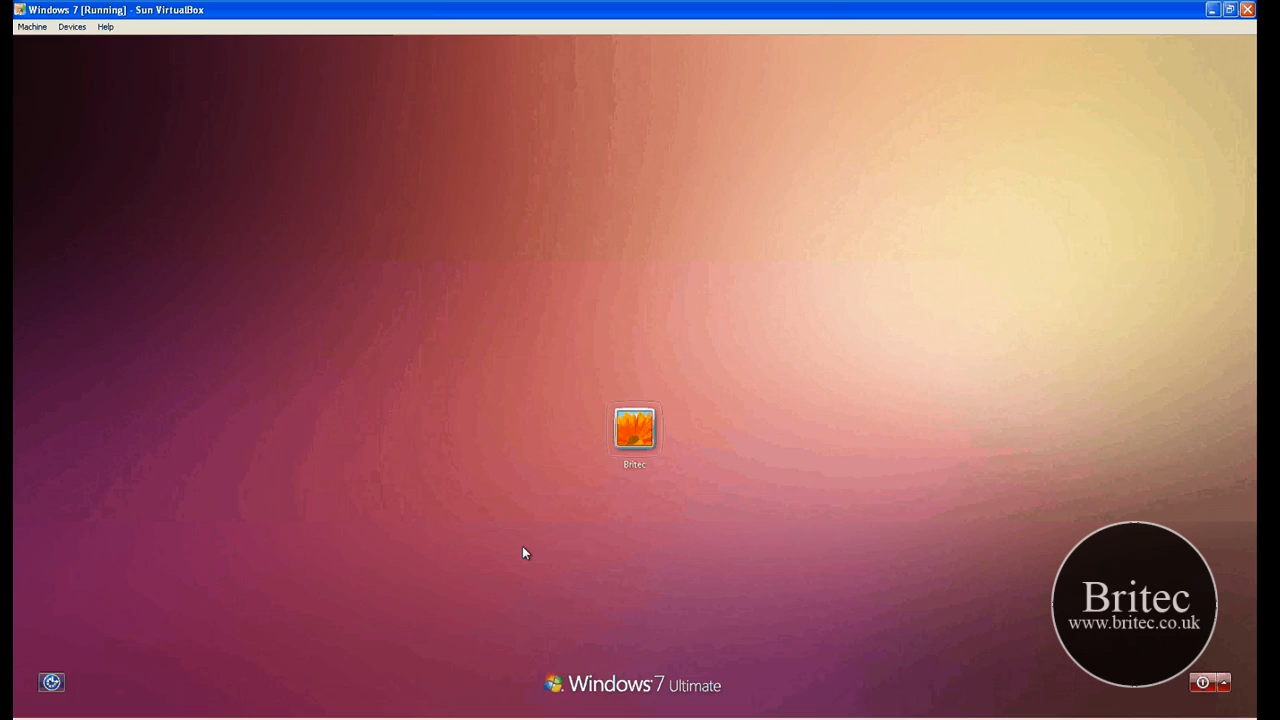 Windows 7 [Running] - Sun VirtualBox
Machine Devices Help
Britec
Britec
www.britec.co.uk
Windows 7 Ultimate